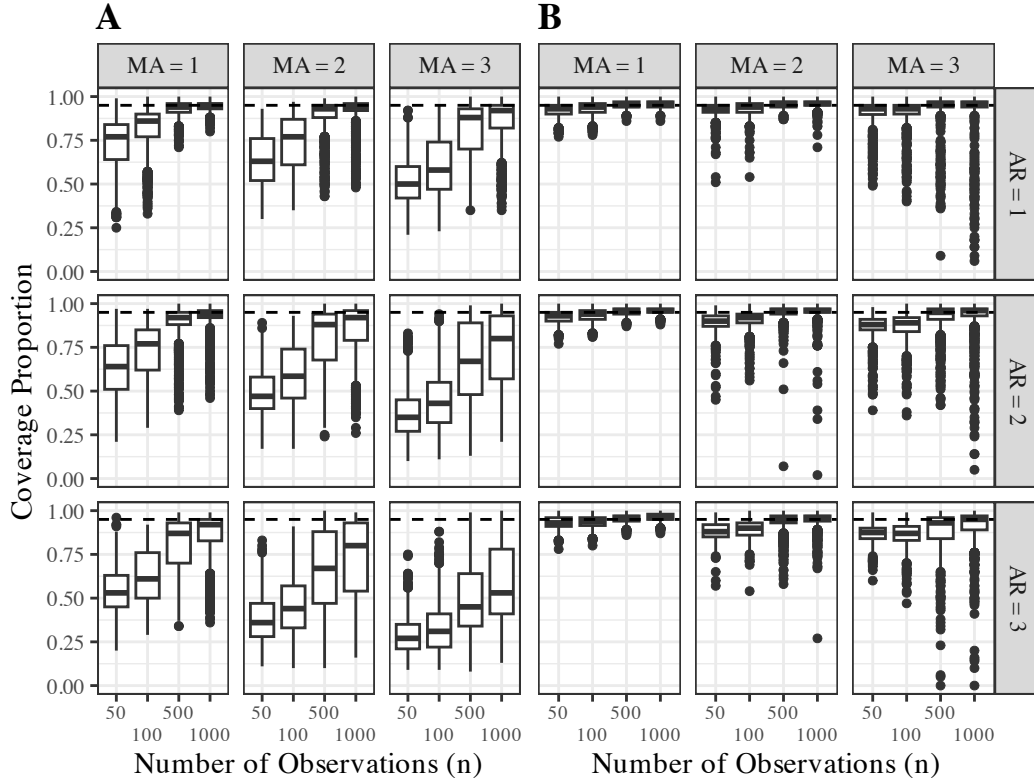 A B
MA = 1 MA = 2 MA = 3 MA = 1 MA = 2 MA = 3
1.00
0.75
0.50
0.25
0.00
AR = 1
Coverage Proportion
1.00
0.75
0.50
0.25
0.00
AR = 2
1.00
0.75
0.50
0.25
0.00
AR = 3
50 500 50 500 50 500 50 500 50 500 50 500
100 1000 100 1000 100 1000 100 1000 100 1000 100 1000
Number of Observations (n) Number of Observations (n)